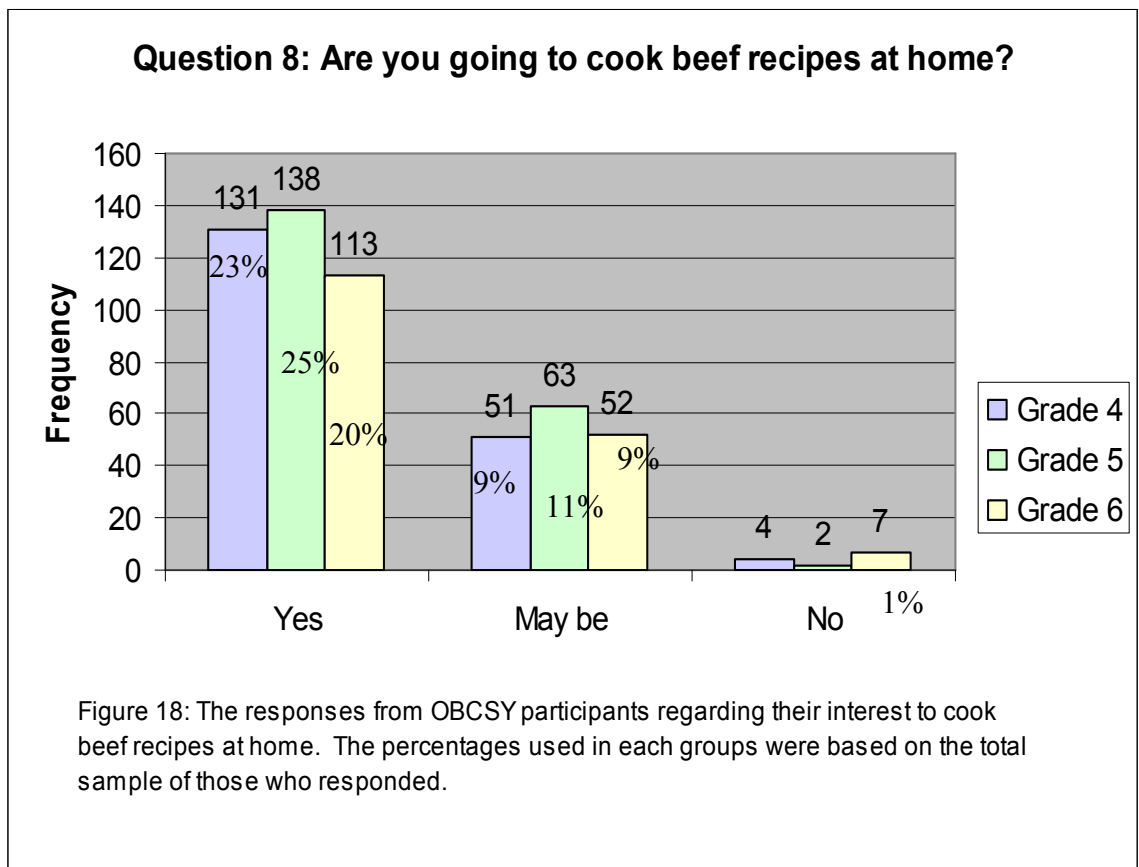 Question 8: Are you going to cook beef recipes at home?
160
140
120
100
80
60
40
20
0
Frequency
131
138
113
23%
25%
20%
51
63
52
9%
11%
9%
4
2
7
1%
Yes
May be
No
Grade 4
Grade 5
Grade 6
Figure 18: The responses from OBCSY participants regarding their interest to cook
beef recipes at home. The percentages used in each groups were based on the total
sample of those who responded.